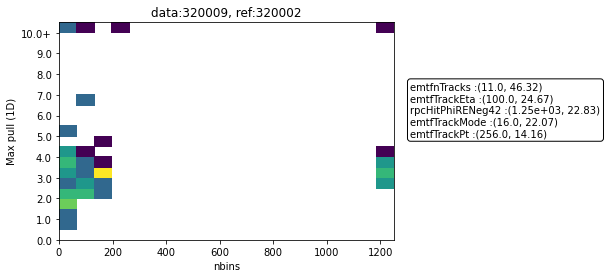 data:320009, ref:320002
10.0+
9.0
8.0
7.0
6.0
5.0
4.0
3.0
2.0
1.0
0.0
Max pull (1D)
0 200 400 600 800 1000 1200
nbins
emtfnTracks :(11.0, 46.32)
emtfTrackEta :(100.0, 24.67)
rpcHitPhiRENeg42 :(1.25e+03, 22.83)
emtfTrackMode :(16.0, 22.07)
emtfTrackPt :(256.0, 14.16)